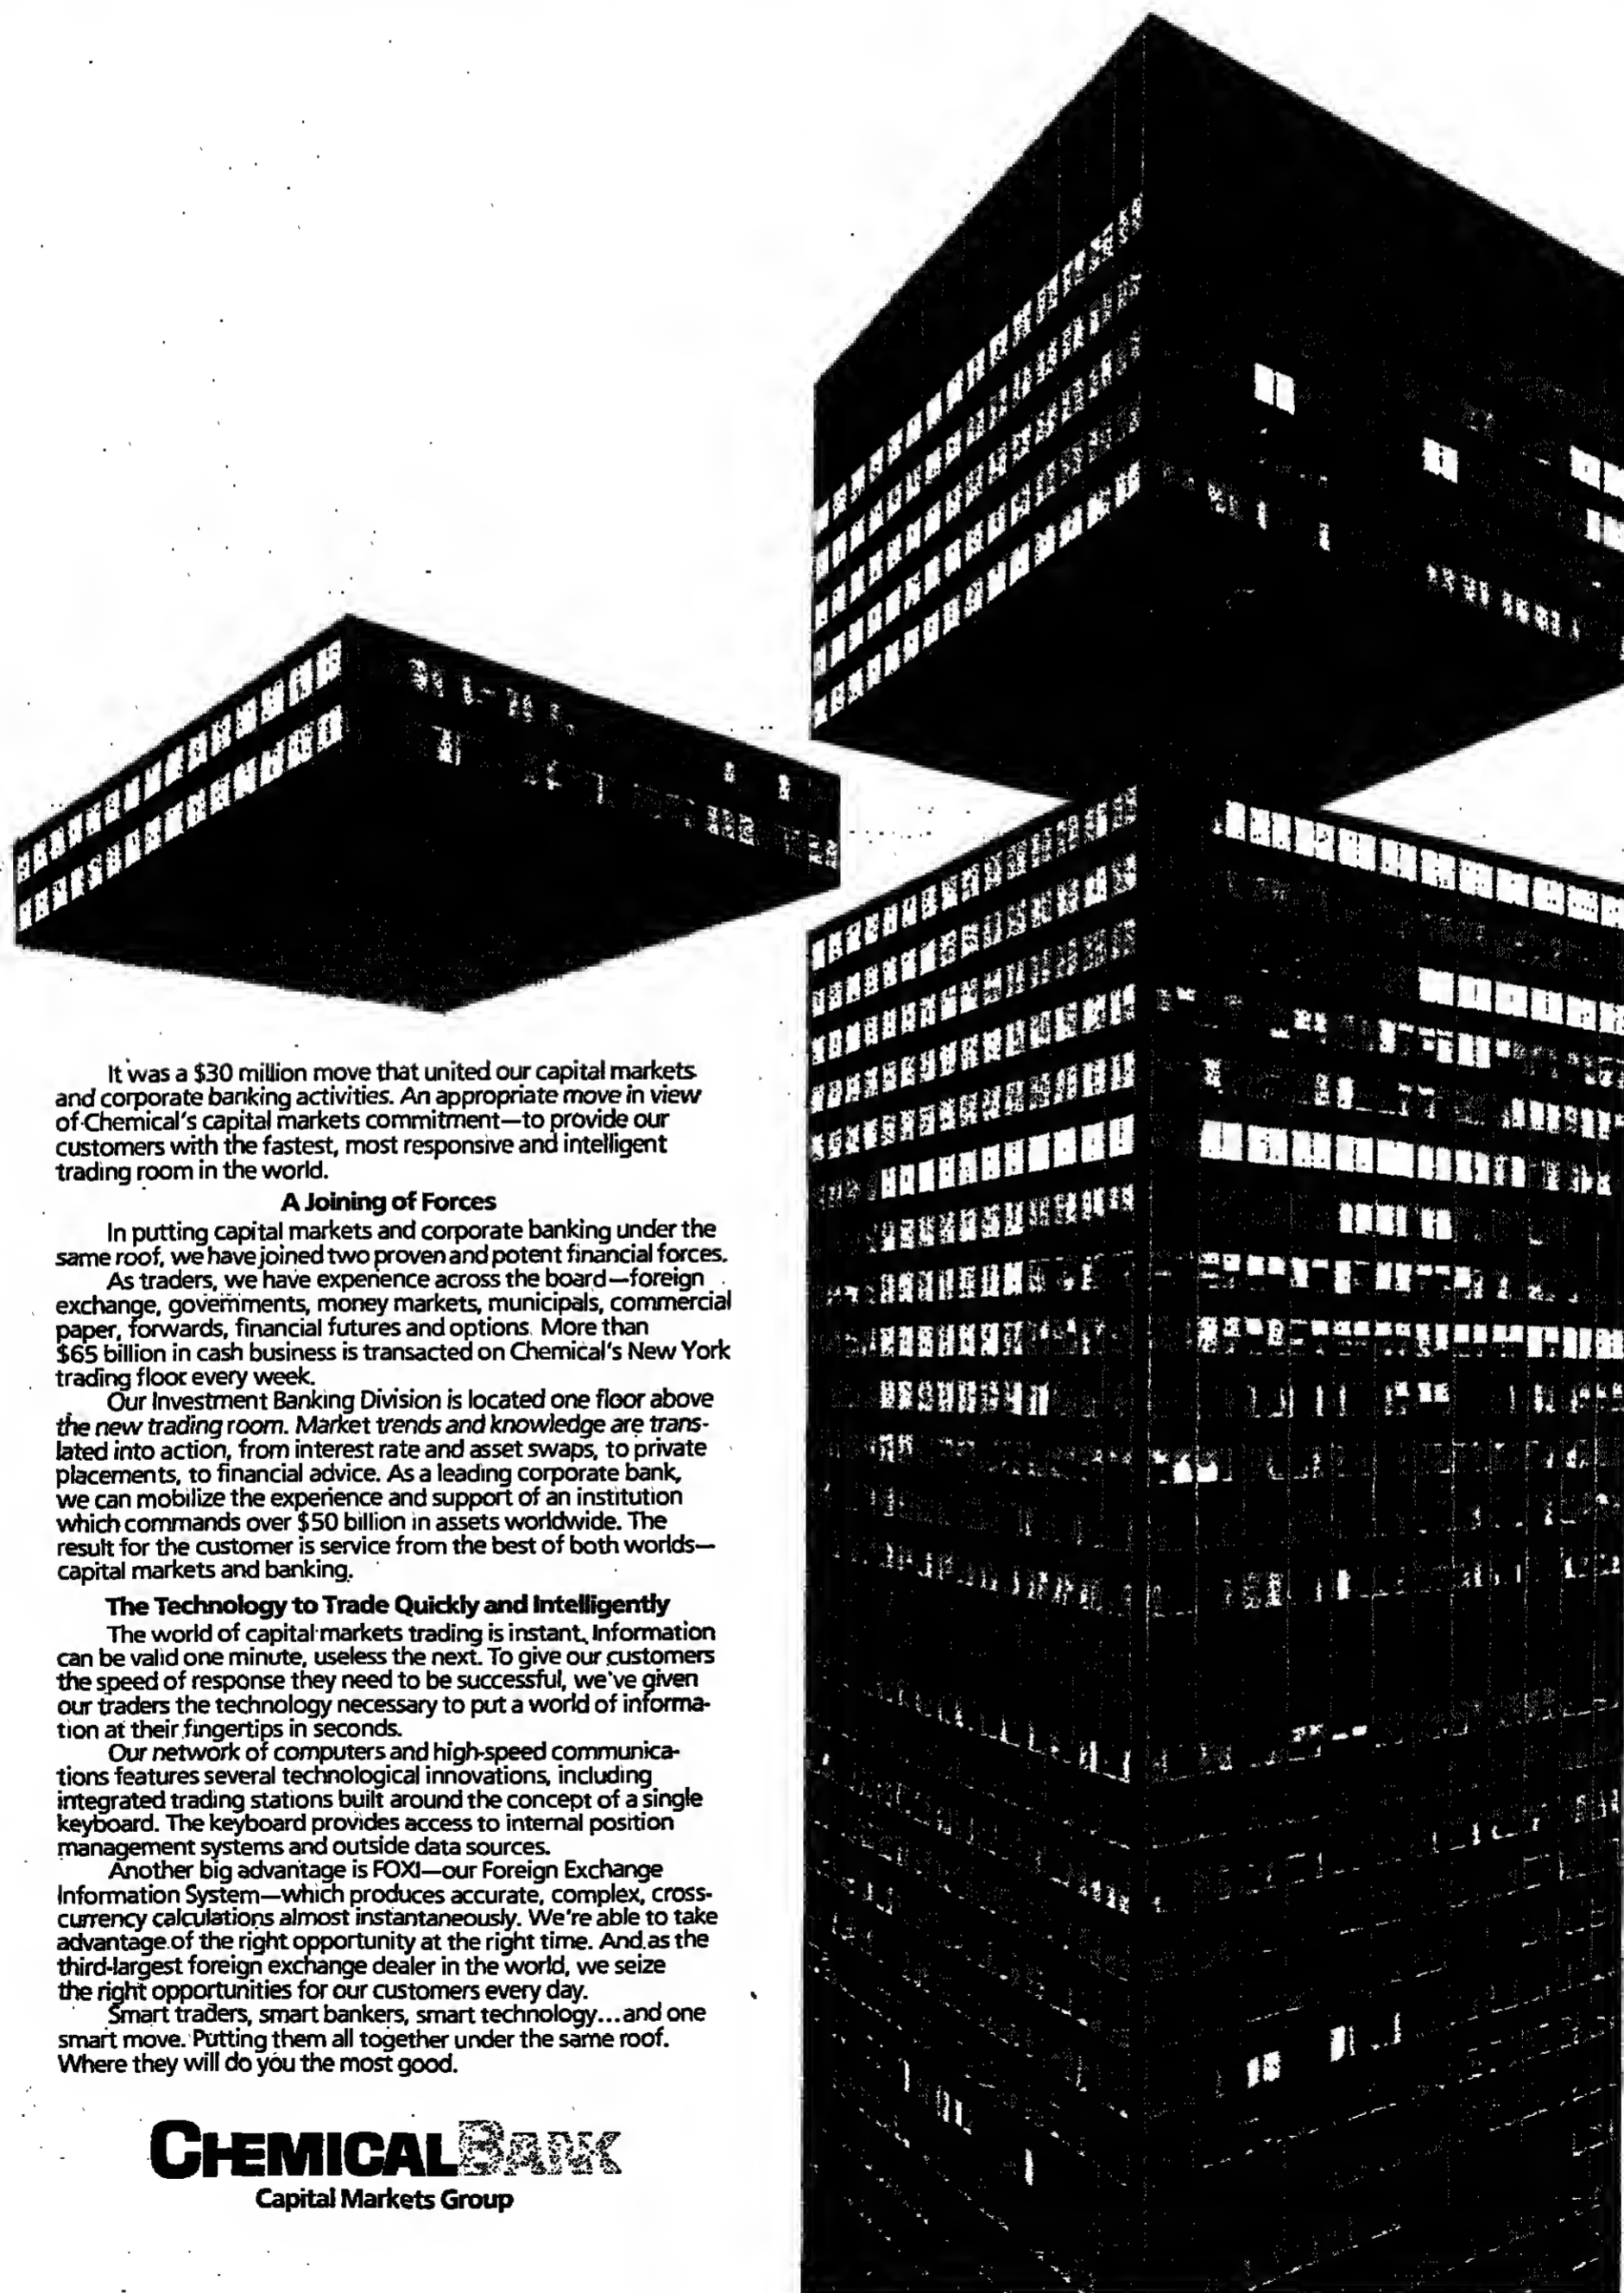 It was a $30 million move that united our capital markets
and corporate banking activities. An appropriate move in view
of Chemical's capital markets commitment—to provide our
customers with the fastest, most responsive and intelligent
trading room in the world.
A Joining of Forces
In putting capital markets and corporate banking under the
same roof, we have joined two proven and potent financial forces.
As traders, we have experience across the board—foreign
exchange, governments, money markets, municipals, commercial
paper, forwards, financial futures and options. More than
$65 billion in cash business is transacted on Chemical's New York
trading floor every week.
Our Investment Banking Division is located one floor above
the new trading room. Market trends and knowledge are trans-
lated into action, from interest rate and asset swaps, to private
placements, to financial advice. As a leading corporate bank,
we can mobilize the experience and support of an institution
which commands over $50 billion in assets worldwide. The
result for the customer is service from the best of both worlds—
capital markets and banking.
The Technology to Trade Quickly and Intelligently
The world of capital markets trading is instant. Information
can be valid one minute, useless the next. To give our customers
the speed of response they need to be successful, we've given
our traders the technology necessary to put a world of informa-
tion at their fingertips in seconds.
Our network of computers and high-speed communica-
tions features several technological innovations, including
integrated trading stations built around the concept of a single
keyboard. The keyboard provides access to internal position
management systems and outside data sources.
Another big advantage is FOXI—our Foreign Exchange
Information System—which produces accurate, complex, cross-
currency calculations almost instantaneously. We're able to take
advantage of the right opportunity at the right time. And as the
third-largest foreign exchange dealer in the world, we seize
the right opportunities for our customers every day.
Smart traders, smart bankers, smart technology...and one
smart move. Putting them all together under the same roof.
Where they will do you the most good.
CHEMICALBANK
Capital Markets Group